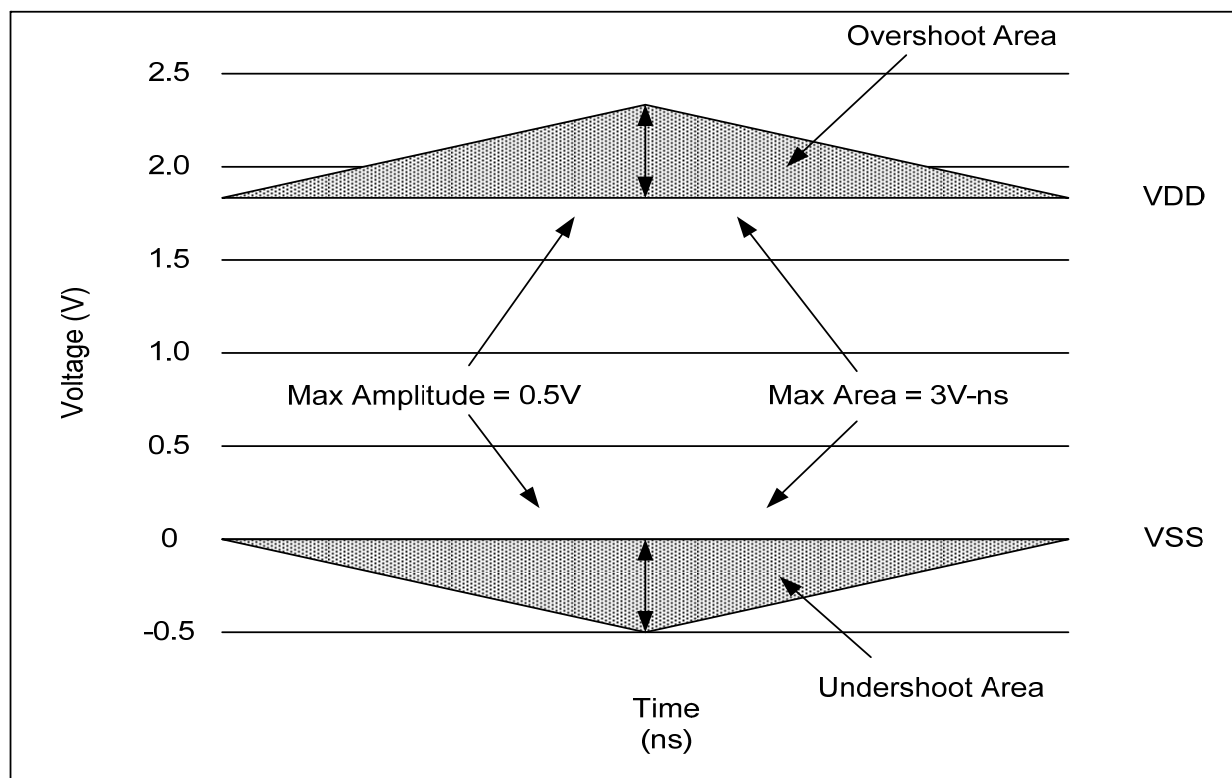 Overshoot Area
2.5
2.0
VDD
1.5
Voltage (V)
1.0
Max Amplitude = 0.5V
Max Area = 3V-ns
0.5
0
VSS
-0.5
Undershoot Area
Time
(ns)